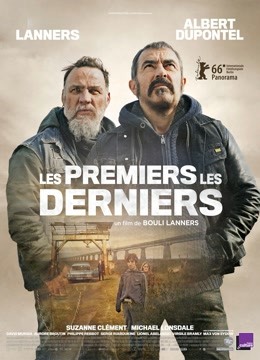 LANNERS
ALBERT
DUPONTEL
66e
Panorama
LES PREMIERS LES
DERNIERS
un film de BOULI LANNERS
SUZANNE CLÉMENT MICHAEL LONSDALE